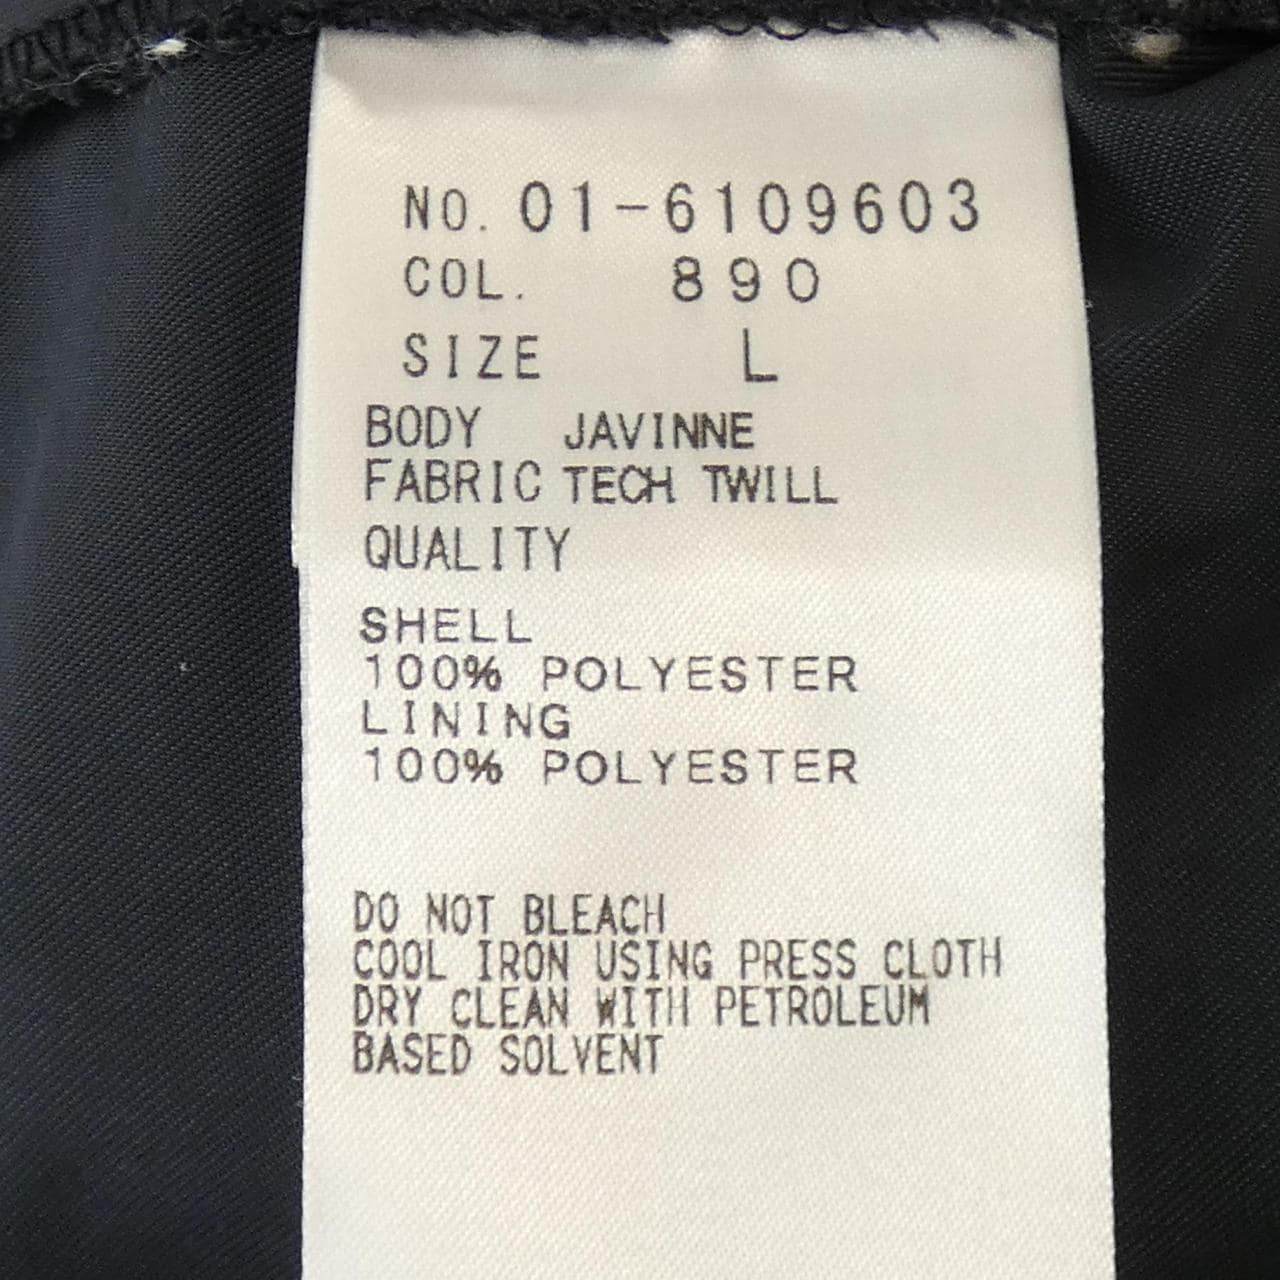 NO. 01-6109603
COL. 890
SIZE L
BODY JAVINNE
FABRIC TECH TWILL
QUALITY
SHELL
100% POLYESTER
LINING
100% POLYESTER
DO NOT BLEACH
COOL IRON USING PRESS CLOTH
DRY CLEAN WITH PETROLEUM
BASED SOLVENT